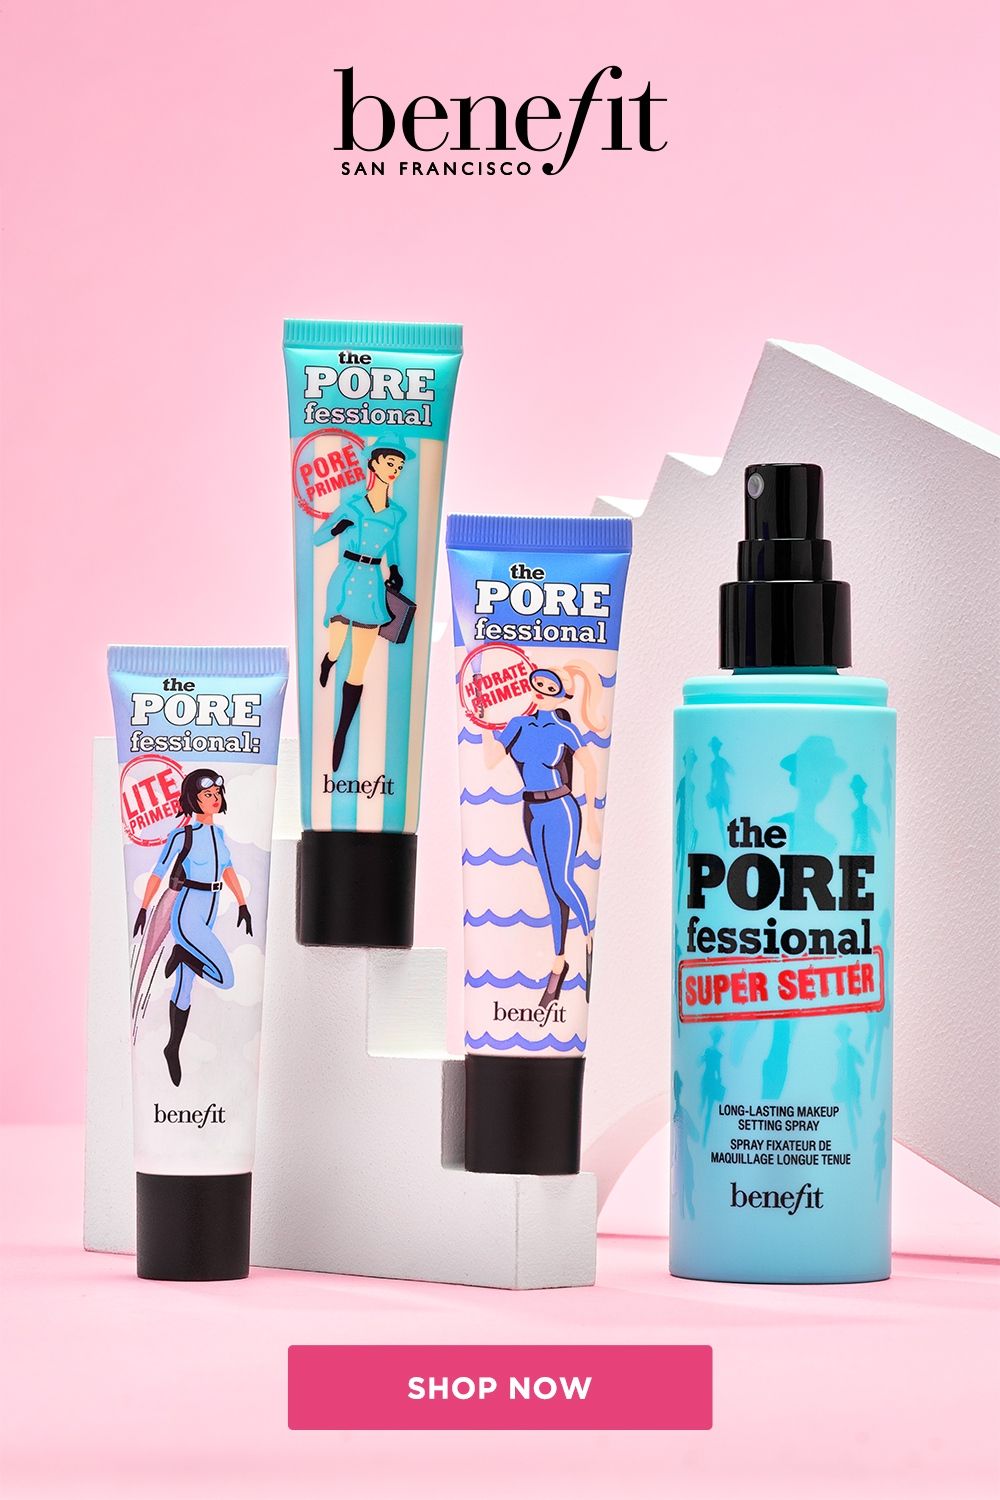 benefit
SAN FRANCISCO
the
PORE
fessional
PORE
PRIMER
benefit
the
PORE
fessional
HYDRATE
PRIMER
benefit
the
PORE
fessional:
LITE
PRIMER
benefit
the
PORE
fessional
SUPER SETTER
LONG-LASTING MAKEUP
SETTING SPRAY
SPRAY FIXATEUR DE
MAQUILLAGE LONGUE TENUE
benefit
SHOP NOW